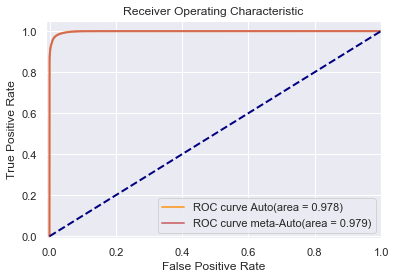 Receiver Operating Characteristic
1.0
0.8
0.6
0.4
0.2
0.0
True Positive Rate
ROC curve Auto(area = 0.978)
ROC curve meta-Auto(area = 0.979)
0.0 0.2 0.4 0.6 0.8 1.0
False Positive Rate